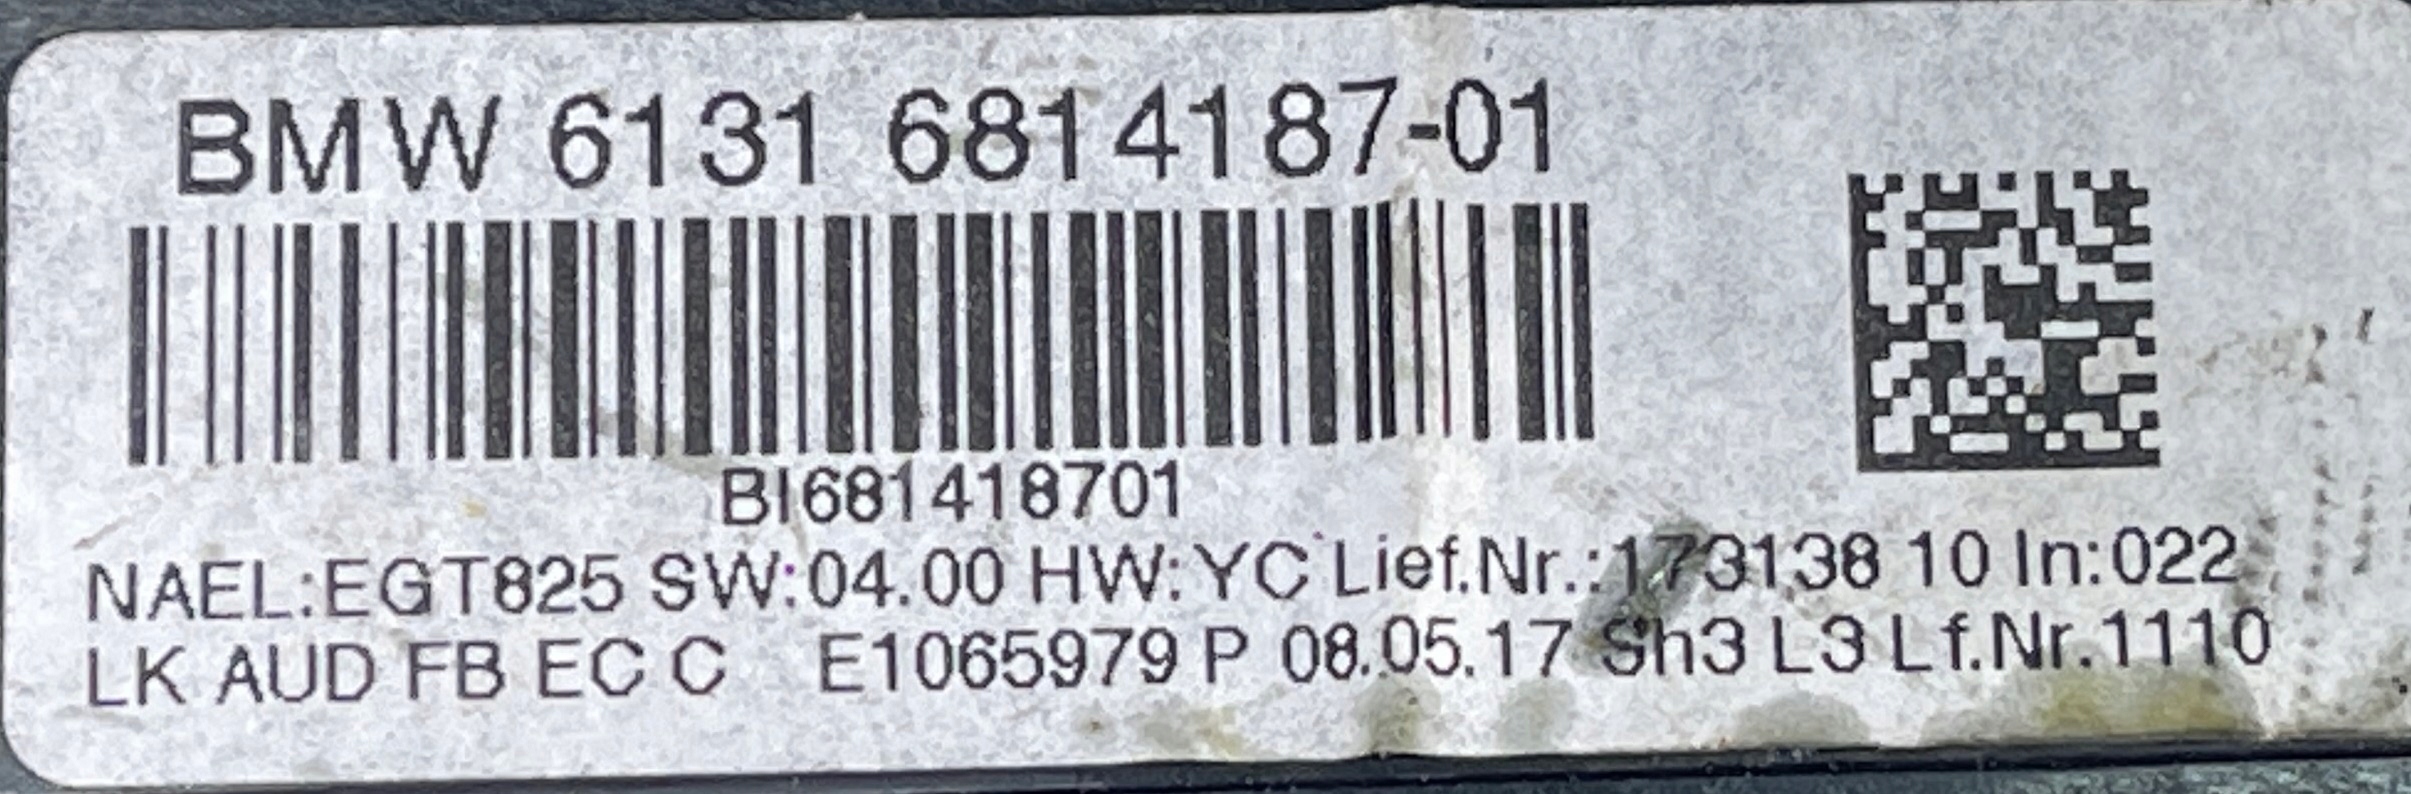 BMW 6131 6814187-01
BI681418701
NAEL:EGT825 SW:04.00 HW:YC Lief.Nr.:173138 10 In:022
LK AUD FB EC C E1065979 P 08.05.17 Sh3 L3 Lf.Nr.1110